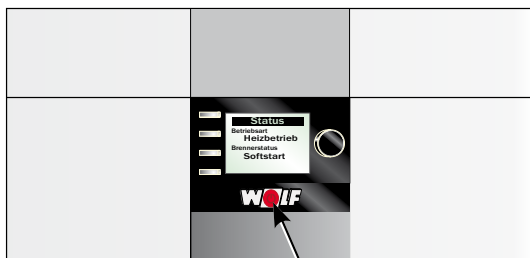 Status
Betriebsart
Heizbetrieb
Brennerstatus
Softstart
WOLF